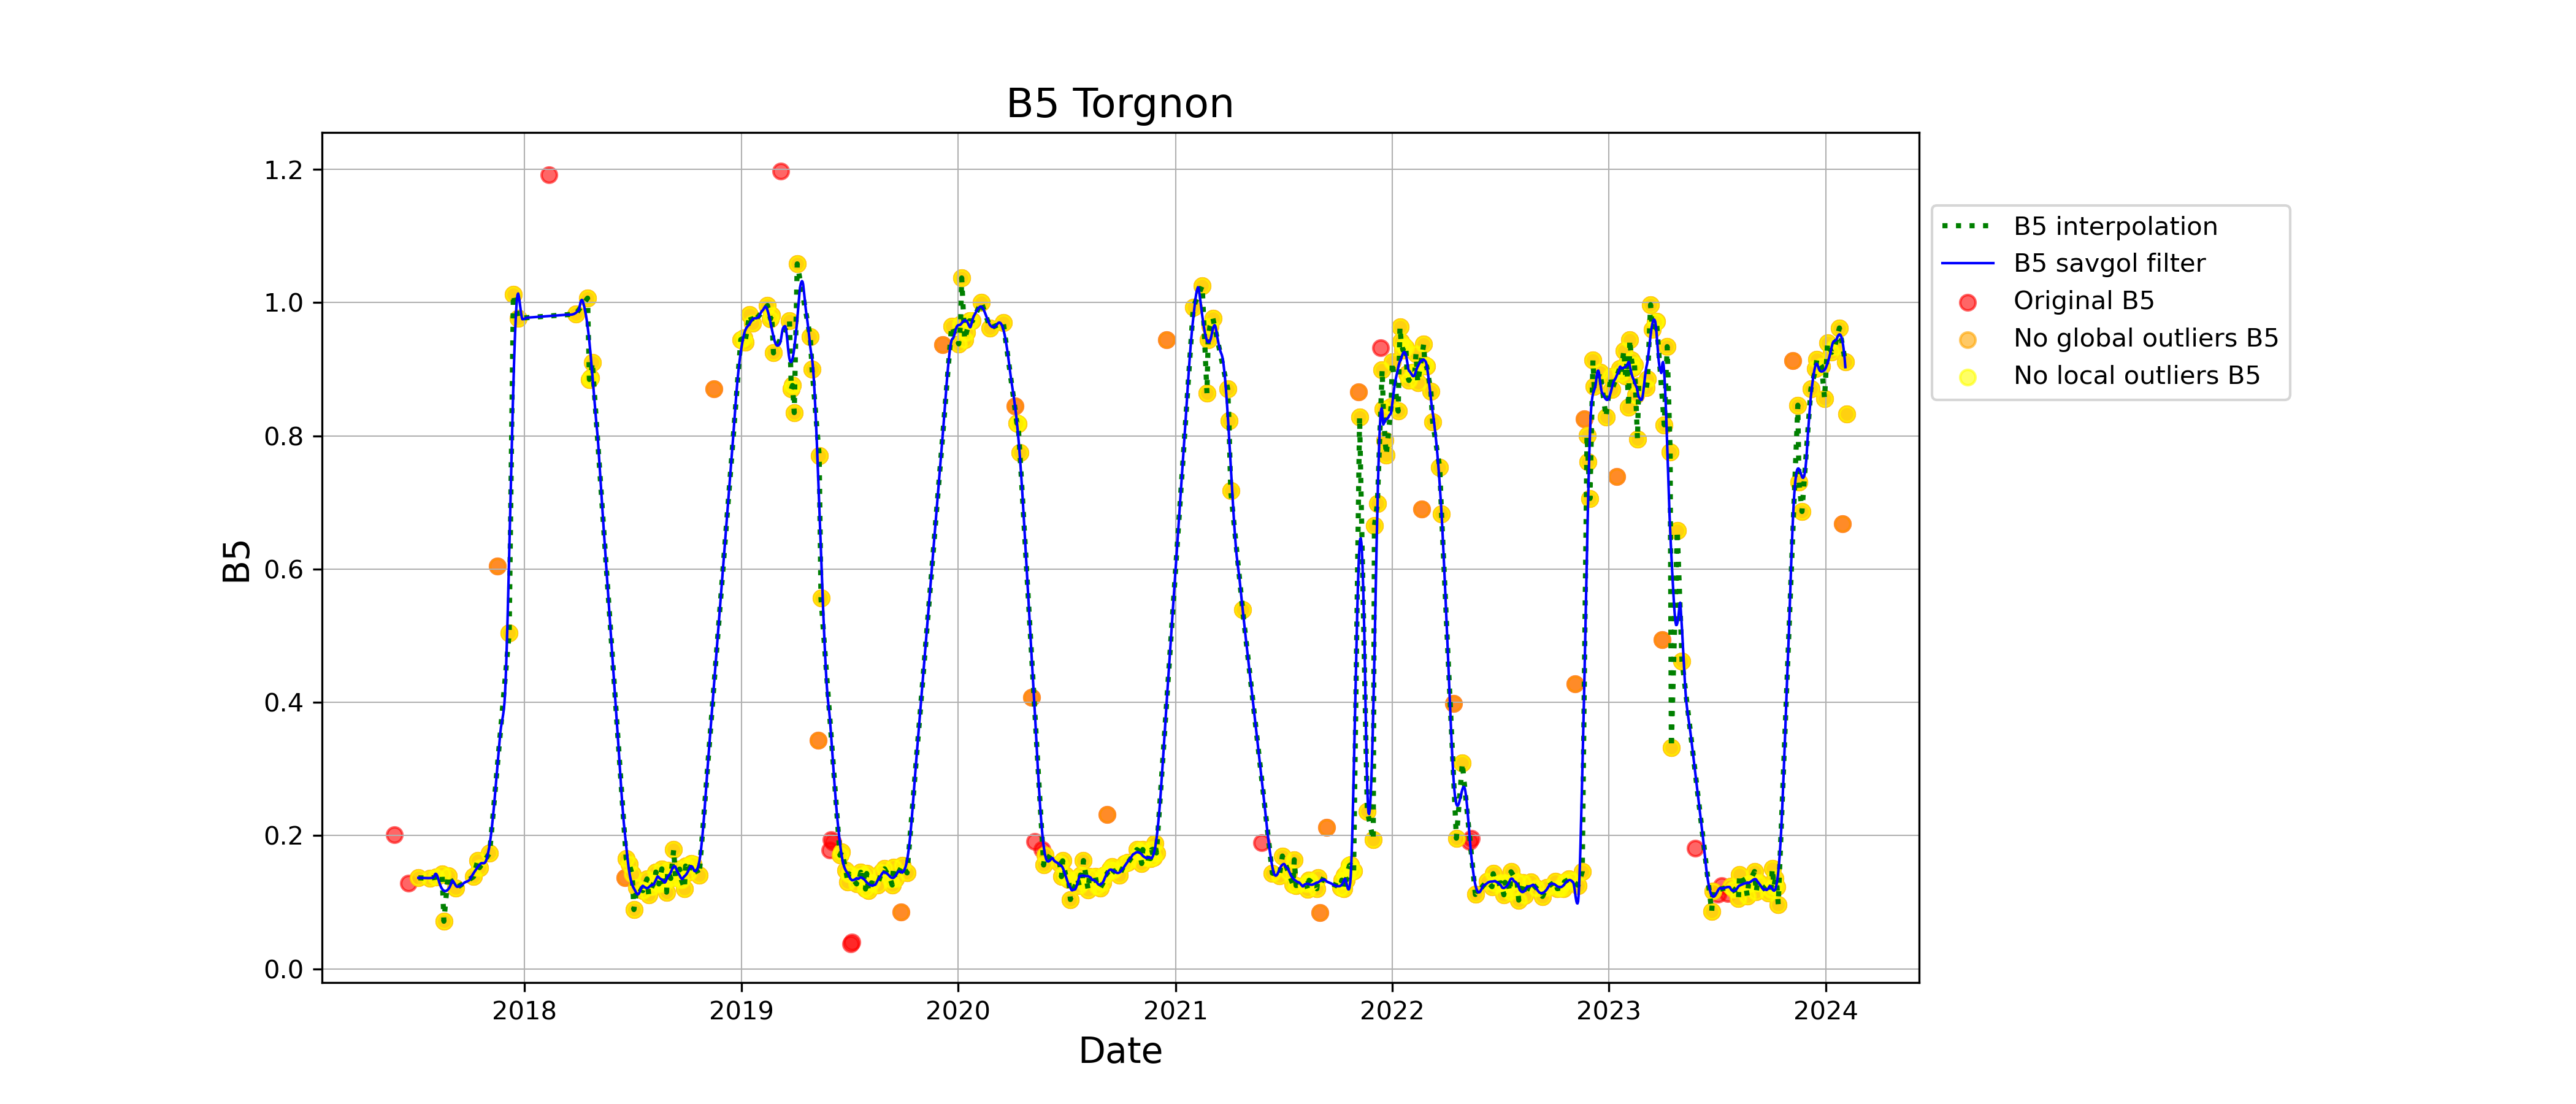 B5 Torgnon
1.2
1.0
0.8
0.6
0.4
0.2
0.0
B5
2018 2019 2020 2021 2022 2023 2024
Date
B5 interpolation
B5 savgol filter
Original B5
No global outliers B5
No local outliers B5